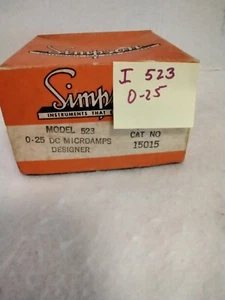 Simps
INSTRUMENTS THAT
I 523
0-25
MODEL 523
0-25 DC MICROAMPS
DESIGNER
CAT NO
15015